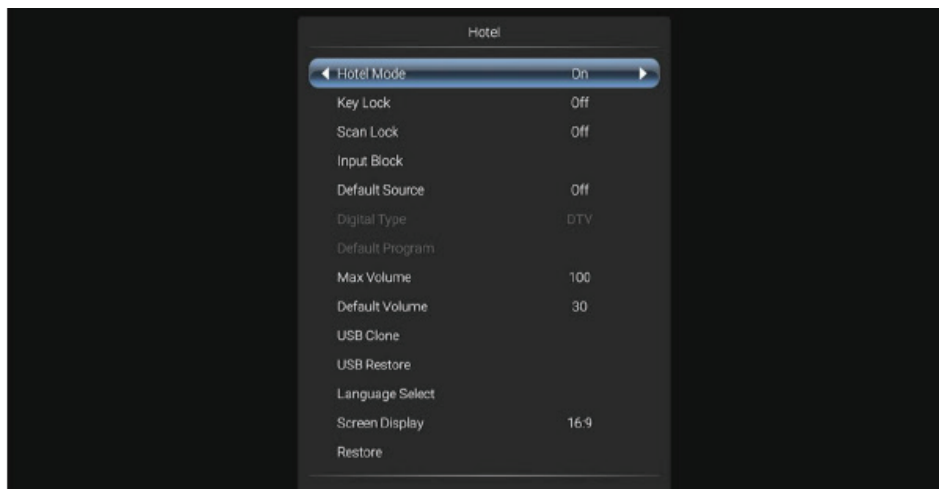 Hotel
Hotel Mode On
Key Lock Off
Scan Lock Off
Input Block
Default Source Off
Digital Type DTV
Default Program
Max Volume 100
Default Volume 30
USB Clone
USB Restore
Language Select
Screen Display 16:9
Restore